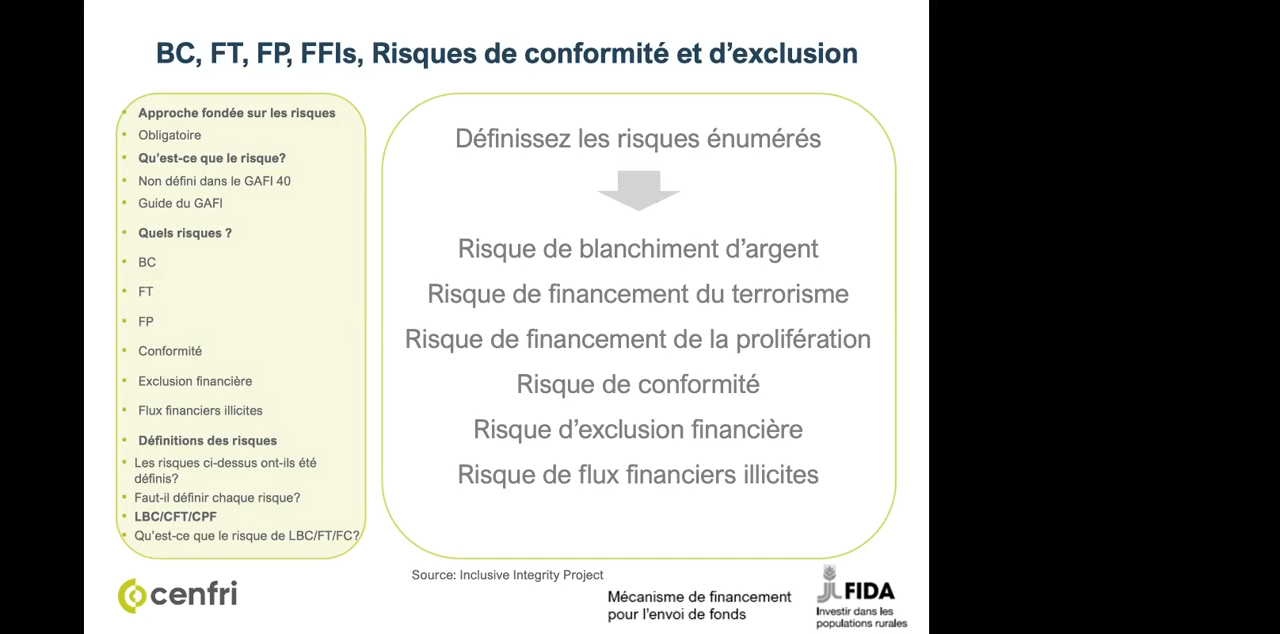 BC, FT, FP, FFIs, Risques de conformité et d’exclusion
Approche fondée sur les risques
Obligatoire
Qu’est-ce que le risque?
Non défini dans le GAFI 40
Guide du GAFI
Quels risques ?
BC
FT
FP
Conformité
Exclusion financière
Flux financiers illicites
Définitions des risques
Les risques ci-dessus ont-ils été
définis?
Faut-il définir chaque risque?
LBC/CFT/CPF
Qu’est-ce que le risque de LBC/FT/FC?
Définissez les risques énumérés
Risque de blanchiment d’argent
Risque de financement du terrorisme
Risque de financement de la prolifération
Risque de conformité
Risque d’exclusion financière
Risque de flux financiers illicites
Source: Inclusive Integrity Project
cenfri
Mécanisme de financement
pour l'envoi de fonds
FIDA
Investir dans les
populations rurales